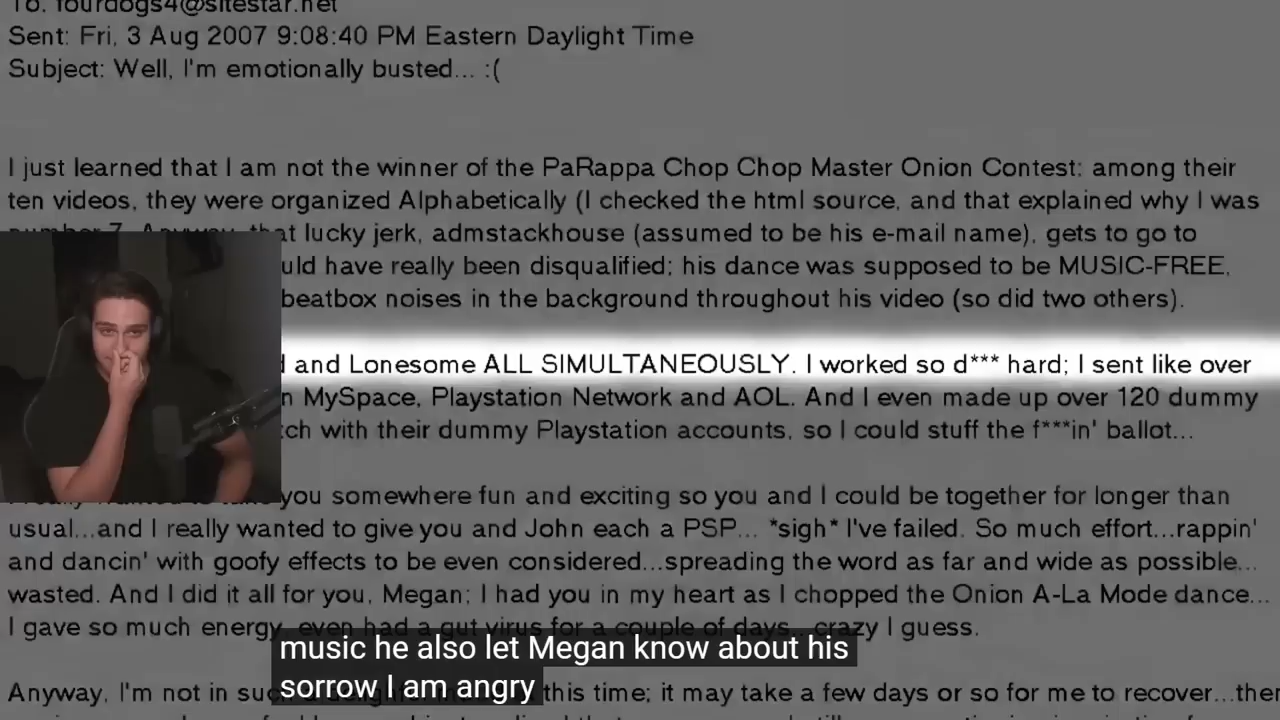 To: fourdogs4@sitestar.net
Sent: Fri, 3 Aug 2007 9:08:40 PM Eastern Daylight Time
Subject: Well, I'm emotionally busted... :(
I just learned that I am not the winner of the PaRappa Chop Chop Master Onion Contest: among their
ten videos, they were organized Alphabetically (I checked the html source, and that explained why I was
number 7. Anyway, that lucky jerk, admstackhouse (assumed to be his e-mail name), gets to go to
uld have really been disqualified; his dance was supposed to be MUSIC-FREE,
beatbox noises in the background throughout his video (so did two others).
d and Lonesome ALL SIMULTANEOUSLY. I worked so d*** hard; I sent like over
n MySpace, Playstation Network and AOL. And I even made up over 120 dummy
tch with their dummy Playstation accounts, so I could stuff the f***in' ballot...
I really wanted to take you somewhere fun and exciting so you and I could be together for longer than
usual...and I really wanted to give you and John each a PSP... *sigh* I've failed. So much effort...rappin'
and dancin' with goofy effects to be even considered...spreading the word as far and wide as possible...
wasted. And I did it all for you, Megan; I had you in my heart as I chopped the Onion A-La Mode dance...
I gave so much energy, even had a gut virus for a couple of days...crazy I guess.
music he also let Megan know about his
sorrow I am angry
Anyway, I'm not in such this time; it may take a few days or so for me to recover...ther